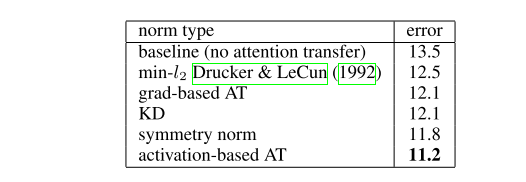 norm type error
baseline (no attention transfer) 13.5
min-l2 Drucker & LeCun (1992) 12.5
grad-based AT 12.1
KD 12.1
symmetry norm 11.8
activation-based AT 11.2